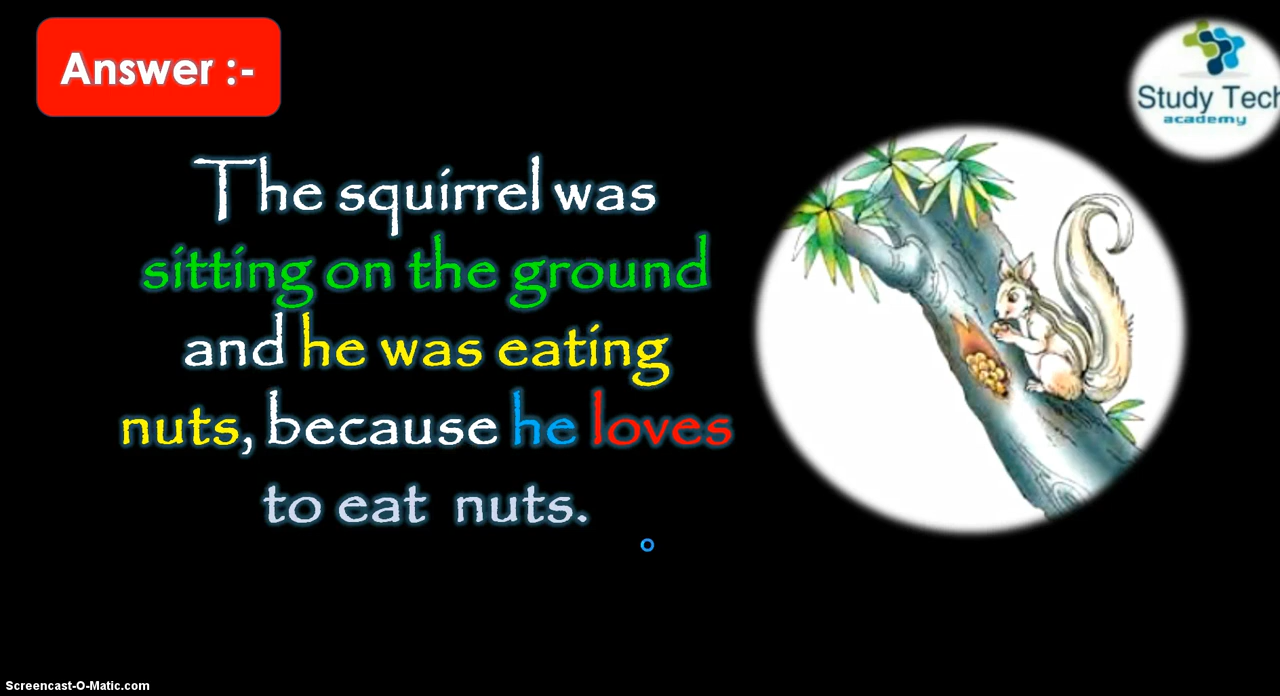 Answer :-
Study Tech
academy
The squirrel was
sitting on the ground
and he was eating
nuts, because he loves
to eat nuts.
Screencast-O-Matic.com